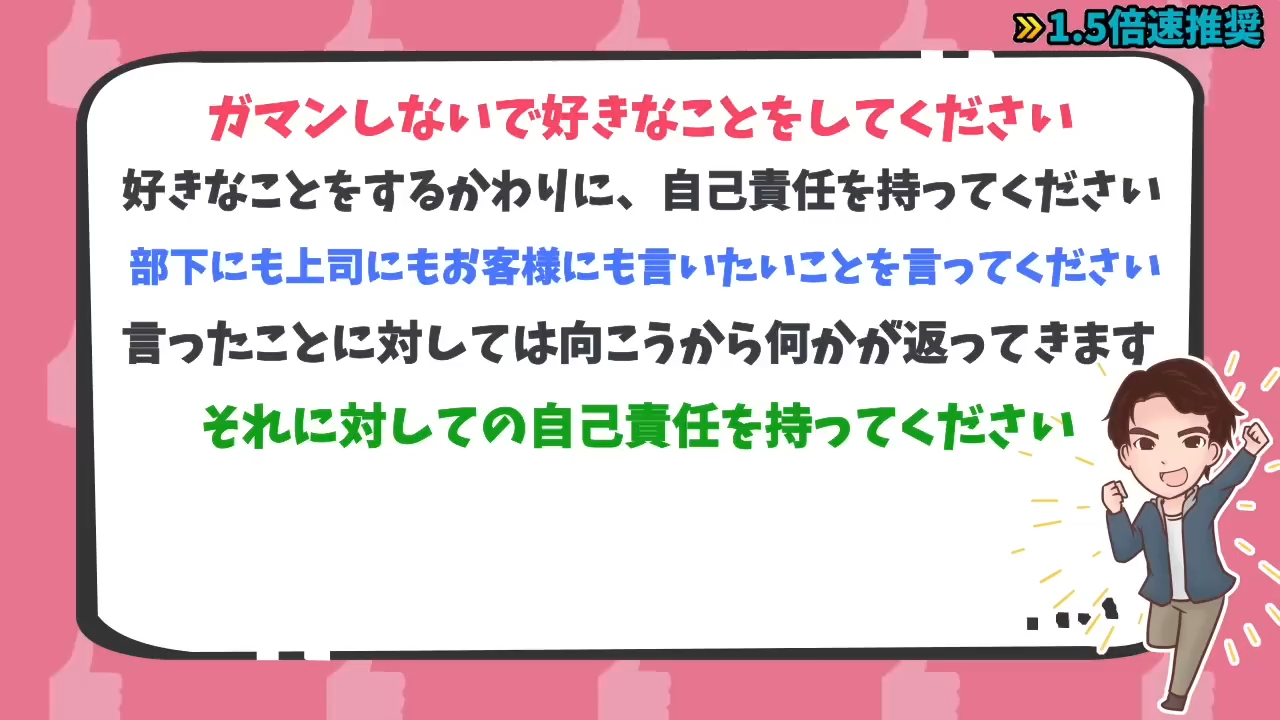 »1.5倍速推奨
ガマンしないで好きなことをしてください
好きなことをするかわりに、自己責任を持ってください
部下にも上司にもお客様にも言いたいことを言ってください
言ったことに対しては向こうから何かが返ってきます
それに対しての自己責任を持ってください